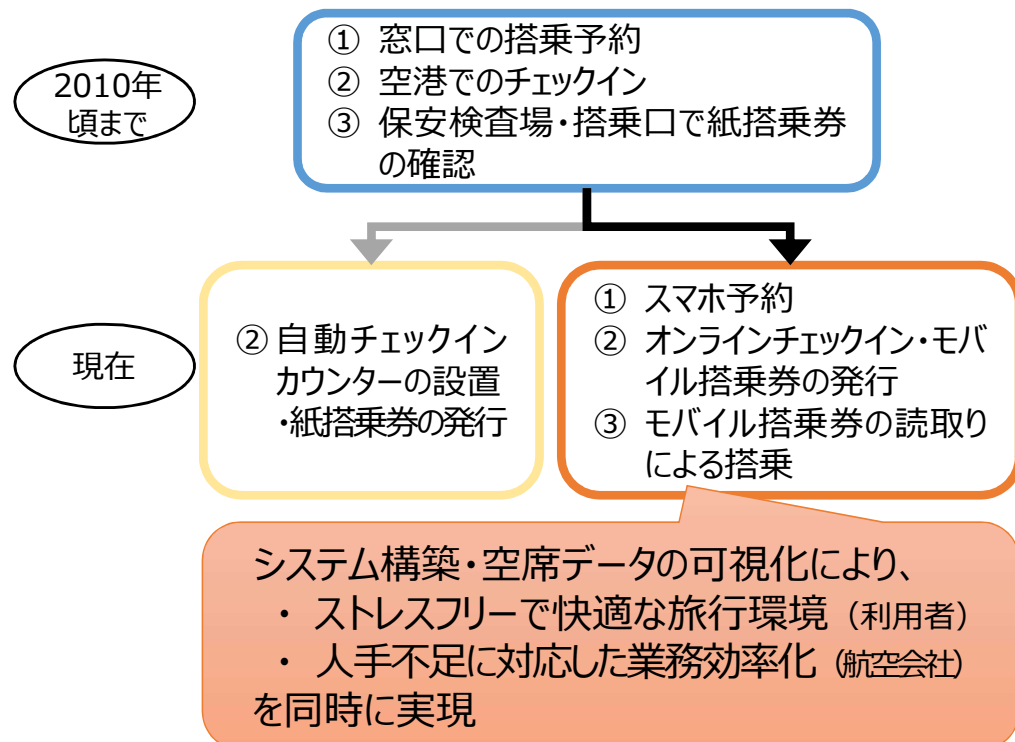 2010年
頃まで
① 窓口での搭乗予約
② 空港でのチェックイン
③ 保安検査場・搭乗口で紙搭乗券
の確認
現在
② 自動チェックイン
カウンターの設置
・紙搭乗券の発行
① スマホ予約
② オンラインチェックイン・モバ
イル搭乗券の発行
③ モバイル搭乗券の読取り
による搭乗
システム構築・空席データの可視化により、
・ ストレスフリーで快適な旅行環境（利用者）
・ 人手不足に対応した業務効率化（航空会社）
を同時に実現